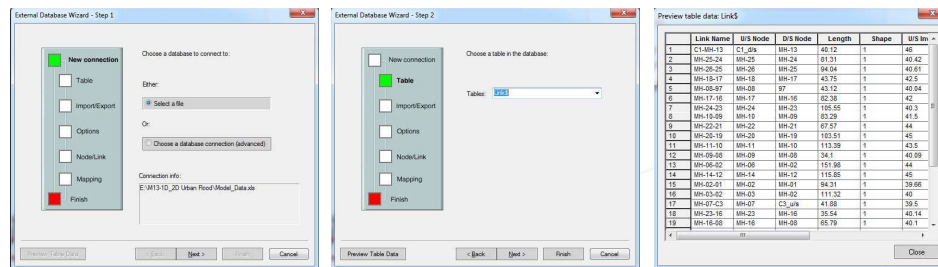 External Database Wizard - Step 1
New connection
Table
Import/Export
Options
Node/Link
Mapping
Finish
Choose a database to connect to:
Either:
Select a file
Or:
Choose a database connection (advanced)
Connection info:
E:\M13-1D_2D Urban Flood\Model_Data.xls
Preview Table Data
< Back
Next >
Finish
Cancel
External Database Wizard - Step 2
New connection
Table
Import/Export
Options
Node/Link
Mapping
Finish
Choose a table in the database:
Tables: Link$
Preview Table Data
< Back
Next >
Finish
Cancel
Preview table data: Link$
Link Name U/S Node D/S Node Length Shape U/S Im
1 C1-MH-13 C1_d/s MH-13 40.12 1 46
2 MH-25-24 MH-25 MH-24 81.31 1 40.42
3 MH-26-25 MH-26 MH-25 94.04 1 40.61
4 MH-18-17 MH-18 MH-17 43.75 1 42.5
5 MH-08-97 MH-08 97 43.12 1 40.04
6 MH-17-16 MH-17 MH-16 82.38 1 42
7 MH-24-23 MH-24 MH-23 105.55 1 40.3
8 MH-10-09 MH-10 MH-09 83.29 1 41.5
9 MH-22-21 MH-22 MH-21 67.57 1 44
10 MH-20-19 MH-20 MH-19 103.51 1 45
11 MH-11-10 MH-11 MH-10 113.39 1 43.5
12 MH-09-08 MH-09 MH-08 34.1 1 40.09
13 MH-06-02 MH-06 MH-02 151.98 1 44
14 MH-14-12 MH-14 MH-12 115.85 1 45
15 MH-02-01 MH-02 MH-01 94.31 1 39.66
16 MH-03-02 MH-03 MH-02 111.32 1 40
17 MH-07-C3 MH-07 C3_u/s 41.88 1 39.5
18 MH-23-16 MH-23 MH-16 35.54 1 40.14
19 MH-16-08 MH-16 MH-08 65.79 1 40.1
Close